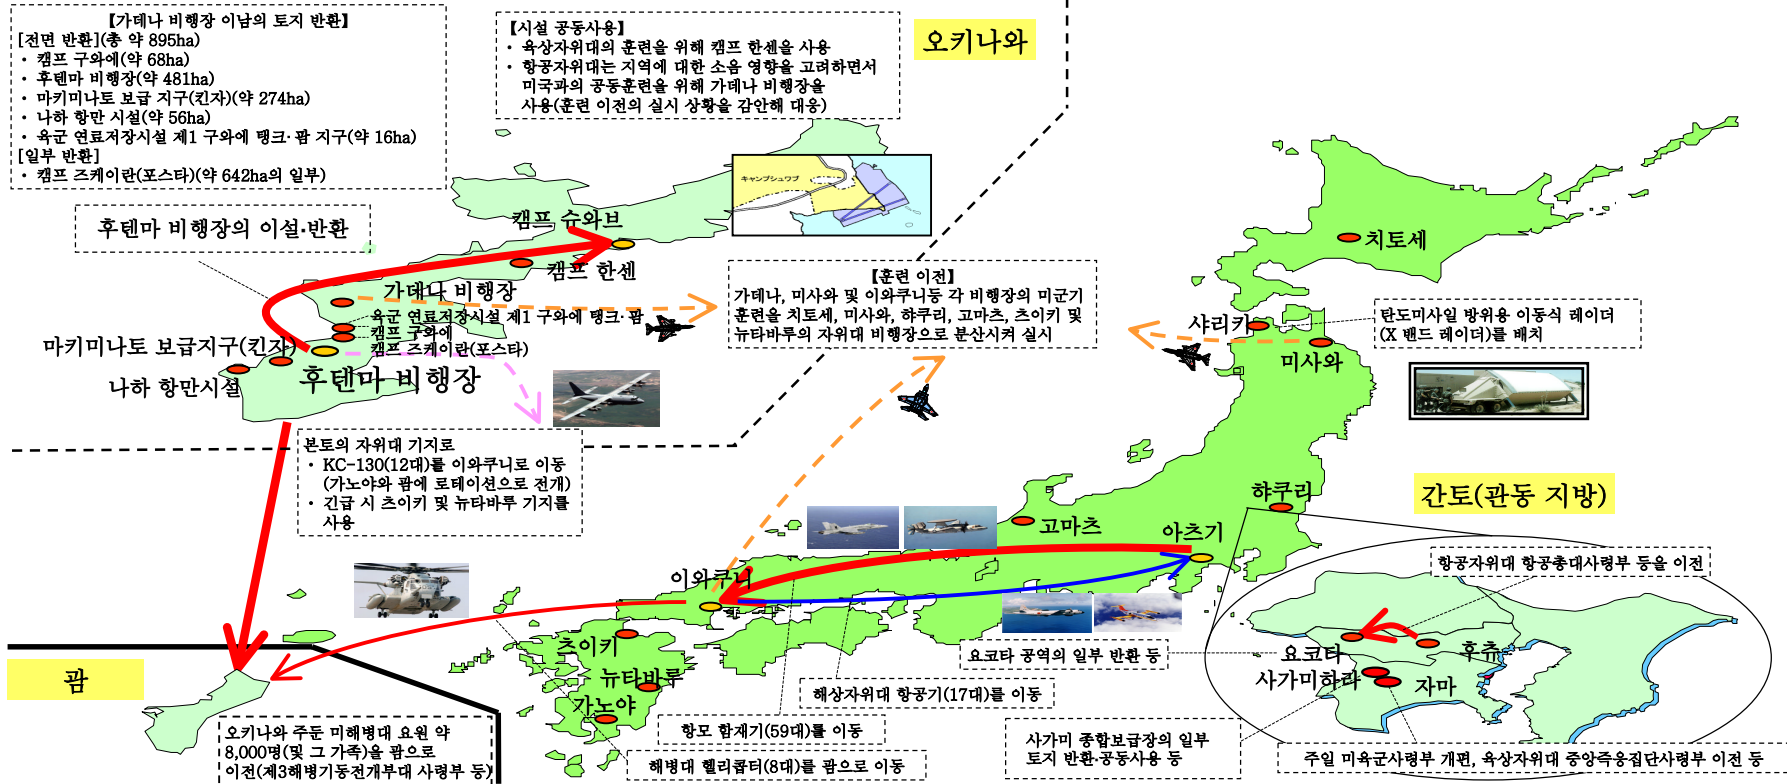 【가데나 비행장 이남의 토지 반환】
[전면 반환](총 약 895ha)
· 캠프 구와에(약 68ha)
· 후텐마 비행장(약 481ha)
· 마키미나토 보급 지구(킨자)(약 274ha)
· 나하 항만 시설(약 56ha)
· 육군 연료저장시설 제1 구와에 탱크·팜 지구(약 16ha)
[일부 반환]
· 캠프 즈케이란(포스타)(약 642ha의 일부)
【시설 공동사용】
· 육상자위대의 훈련을 위해 캠프 한센을 사용
· 항공자위대는 지역에 대한 소음 영향을 고려하면서
미국과의 공동훈련을 위해 가데나 비행장을
사용(훈련 이전의 실시 상황을 감안해 대응)
오키나와
후텐마 비행장의 이설·반환
キャンプシュワブ
캠프 슈와브
캠프 한센
가데나 비행장
육군 연료저장시설 제1 구와에 탱크·팜
캠프 구와에
캠프 즈케이란(포스타)
마키미나토 보급지구(킨자)
후텐마 비행장
나하 항만시설
【훈련 이전】
가데나, 미사와 및 이와쿠니등 각 비행장의 미군기
훈련을 치토세, 미사와, 햐쿠리, 고마츠, 츠이키 및
뉴타바루의 자위대 비행장으로 분산시켜 실시
치토세
샤리키
미사와
탄도미사일 방위용 이동식 레이더
(X 밴드 레이더)를 배치
본토의 자위대 기지로
· KC-130(12대)를 이와쿠니로 이동
(가노야와 괌에 로테이션으로 전개)
· 긴급 시 츠이키 및 뉴타바루 기지를
사용
햐쿠리
고마츠
아츠기
이와쿠니
간토(관동 지방)
항공자위대 항공총대사령부 등을 이전
츠이키
뉴타바루
가노야
요코타 공역의 일부 반환 등
요코타
후츄
사가미하라
자마
괌
해상자위대 항공기(17대)를 이동
항모 함재기(59대)를 이동
해병대 헬리콥터(8대)를 괌으로 이동
오키나와 주둔 미해병대 요원 약
8,000명(및 그 가족)을 괌으로
이전(제3해병기동전개부대 사령부 등)
사가미 종합보급장의 일부
토지 반환·공동사용 등
주일 미육군사령부 개편, 육상자위대 중앙즉응집단사령부 이전 등